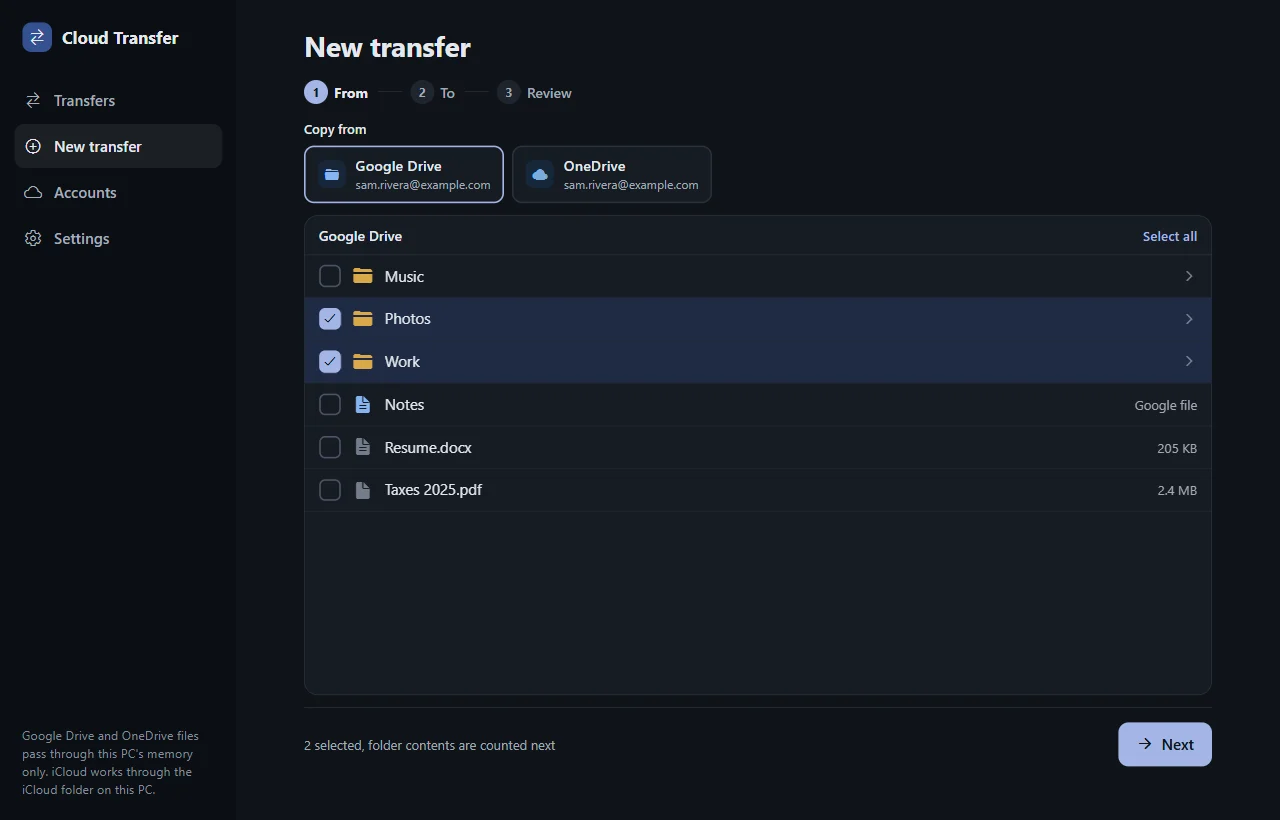 Cloud Transfer
Transfers
New transfer
Accounts
Settings
Google Drive and OneDrive files
pass through this PC's memory
only. iCloud works through the
iCloud folder on this PC.
New transfer
1 From
2 To
3 Review
Copy from
Google Drive
sam.rivera@example.com
OneDrive
sam.rivera@example.com
Google Drive
Select all
Music
Photos
Work
Notes
Google file
Resume.docx
205 KB
Taxes 2025.pdf
2.4 MB
2 selected, folder contents are counted next
Next